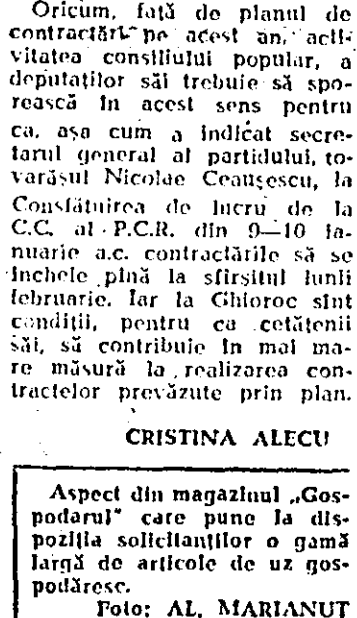 Oricum, față de planul de
contractări pe acest an, acti-
vitatea consiliului popular, a
deputaților săi trebuie să spo-
rească în acest sens pentru
ca, așa cum a indicat secre-
tarul general al partidului, to-
varășul Nicolae Ceaușescu, la
Consfătuirea de lucru de la
C.C. al P.C.R. din 9—10 ia-
nuarie a.c. contractările să se
încheie pînă la sfîrșitul lunii
februarie. Iar la Ghioroc sînt
condiții, pentru ca cetățenii
săi, să contribuie în mai ma-
re măsură la realizarea con-
tractelor prevăzute prin plan.
CRISTINA ALECU
Aspect din magazinul „Gos-
podarul" care pune la dis-
poziția solicitanților o gamă
largă de articole de uz gos-
podăresc.
Foto: AL. MARIANUT